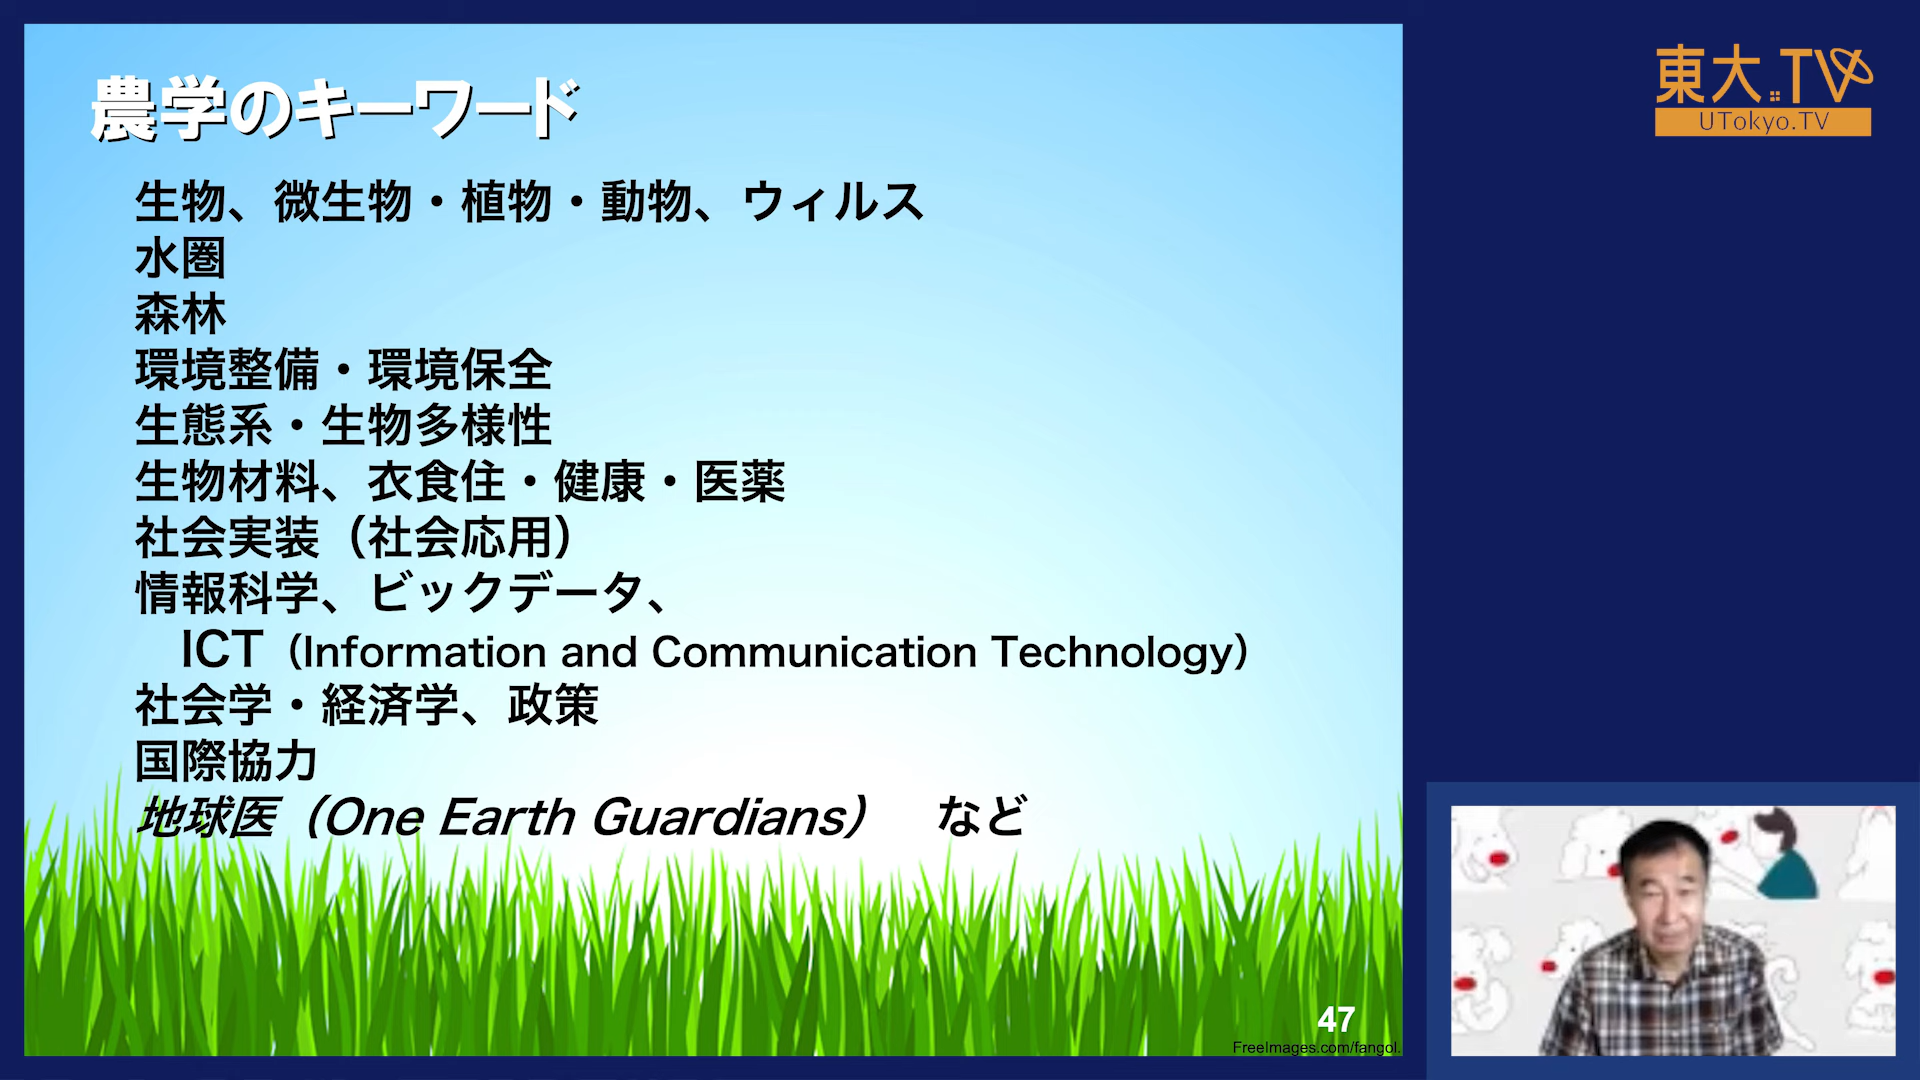 農学のキーワード
生物、微生物・植物・動物、ウィルス
水圏
森林
環境整備・環境保全
生態系・生物多様性
生物材料、衣食住・健康・医薬
社会実装（社会応用）
情報科学、ビックデータ、
ICT（Information and Communication Technology）
社会学・経済学、政策
国際協力
地球医（One Earth Guardians）　など
47
FreeImages.com/fangol.
東大TV
UTokyo.TV